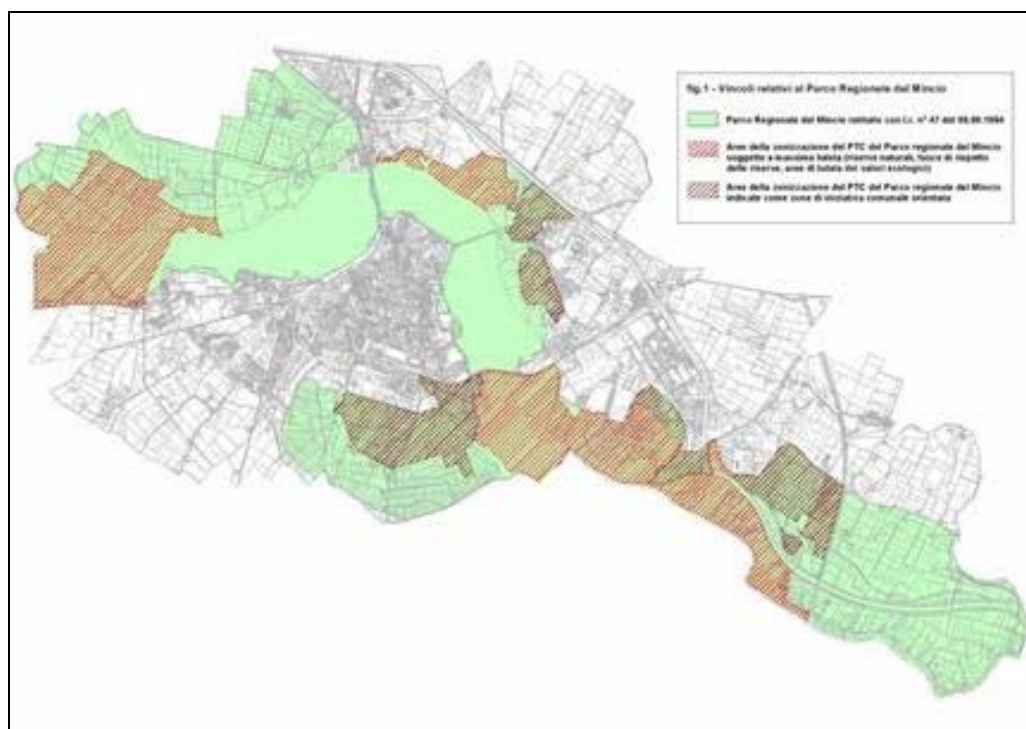 fig.1 - Vincoli relativi al Parco Regionale del Mincio
Parco Regionale del Mincio istituito con l.r. n° 47 del 08.09.1984
Aree della zonizzazione del PTC del Parco regionale del Mincio
soggette a massima tutela (riserve naturali, fasce di rispetto
delle riserve, aree di tutela dei valori ecologici)
Aree della zonizzazione del PTC del Parco regionale del Mincio
indicate come zone di iniziativa comunale orientata